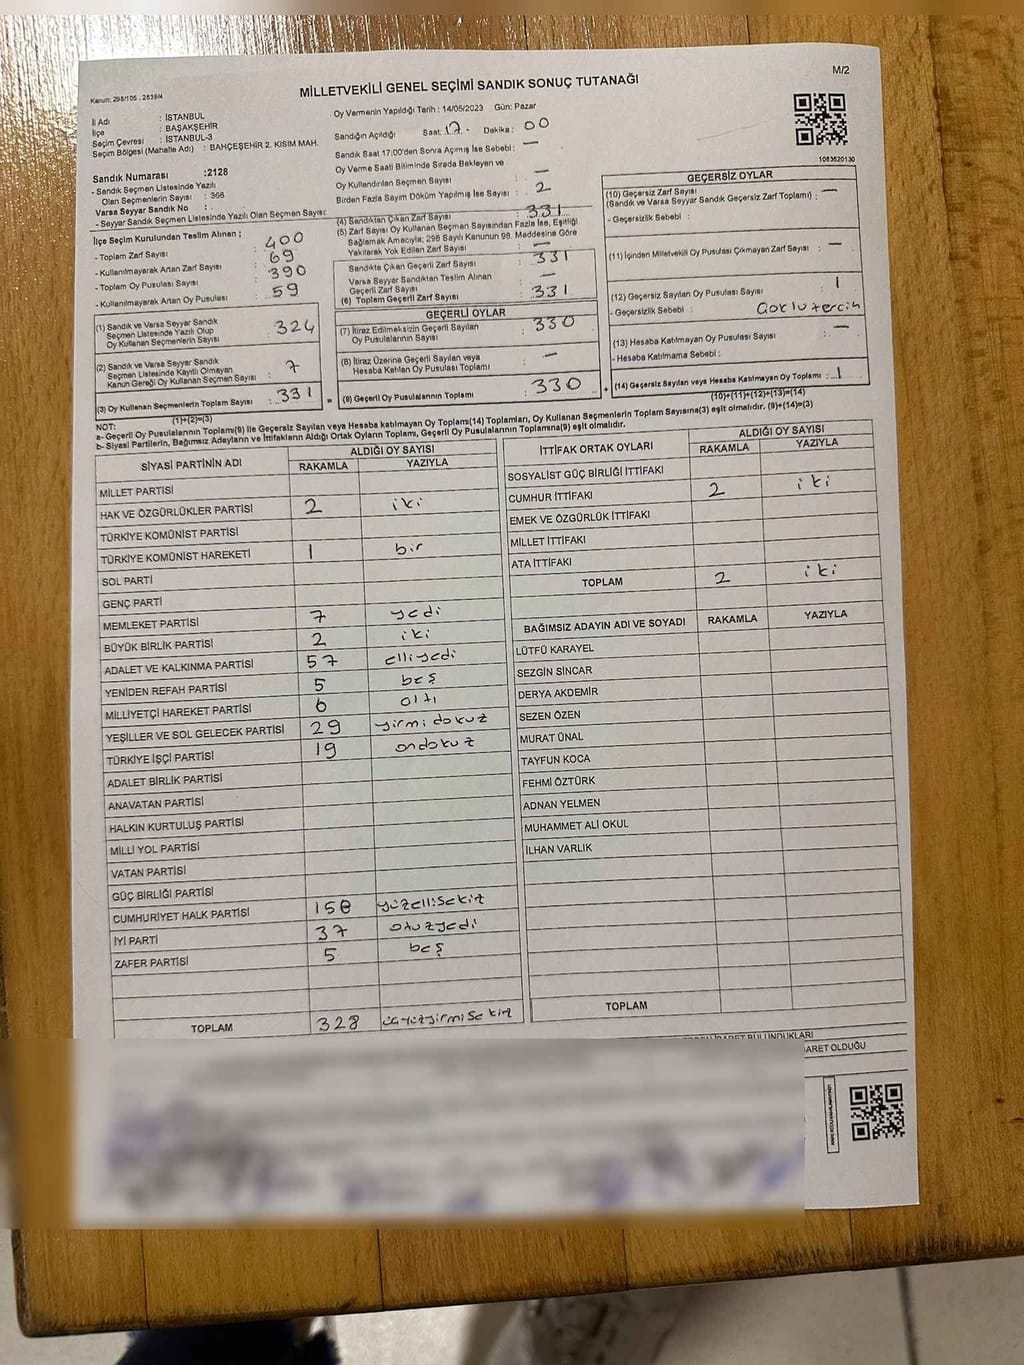 M/2
MİLLETVEKİLİ GENEL SEÇİMİ SANDIK SONUÇ TUTANAĞI
Kanun: 298/105 , 2839/4
İl Adı : İSTANBUL
İlçe : BAŞAKŞEHİR
Seçim Çevresi : İSTANBUL-3
Seçim Bölgesi (Mahalle Adı) : BAHÇEŞEHİR 2. KISIM MAH.
Sandık Numarası :2128
- Sandık Seçmen Listesinde Yazılı
Olan Seçmenlerin Sayısı : 366
Varsa Seyyar Sandık No :
- Seyyar Sandık Seçmen Listesinde Yazılı Olan Seçmen Sayısı:
İlçe Seçim Kurulundan Teslim Alınan ;
- Toplam Zarf Sayısı : 400
- Kullanılmayarak Artan Zarf Sayısı : 69
- Toplam Oy Pusulası Sayısı : 390
- Kullanılmayarak Artan Oy Pusulası : 59
(1) Sandık ve Varsa Seyyar Sandık
Seçmen Listesinde Yazılı Olup
Oy Kullanan Seçmenlerin Sayısı : 324
(2) Sandık ve Varsa Seyyar Sandık
Seçmen Listesinde Kayıtlı Olmayan
Kanun Gereği Oy Kullanan Seçmen Sayısı : 7
(3) Oy Kullanan Seçmenlerin Toplam Sayısı : 331
(1)+(2)=(3)
Oy Vermenin Yapıldığı Tarih : 14/05/2023 Gün: Pazar
Sandığın Açıldığı Saat: 17 - Dakika : 00
Sandık Saat 17:00'den Sonra Açımış İse Sebebi : —
Oy Verme Saati Bitiminde Sırada Bekleyen ve
Oy Kullandırılan Seçmen Sayısı : —
Birden Fazla Sayım Döküm Yapılmış İse Sayısı : 2
(4) Sandıktan Çıkan Zarf Sayısı : 331
(5) Zarf Sayısı Oy Kullanan Seçmen Sayısından Fazla İse, Eşitliği
Sağlamak Amacıyla; 298 Sayılı Kanunun 98. Maddesine Göre
Yakılarak Yok Edilen Zarf Sayısı : —
Sandıkta Çıkan Geçerli Zarf Sayısı : 331
Varsa Seyyar Sandıktan Teslim Alınan
Geçerli Zarf Sayısı : —
(6) Toplam Geçerli Zarf Sayısı : 331
GEÇERLİ OYLAR
(7) İtiraz Edilmeksizin Geçerli Sayılan
Oy Pusulalarının Sayısı : 330
(8) İtiraz Üzerine Geçerli Sayılan veya
Hesaba Katılan Oy Pusulası Toplamı : —
= (9) Geçerli Oy Pusulalarının Toplamı : 330 +
1083620130
GEÇERSİZ OYLAR
(10) Geçersiz Zarf Sayısı
(Sandık ve Varsa Seyyar Sandık Geçersiz Zarf Toplamı) : —
- Geçersizlik Sebebi :
(11) İçinden Milletvekili Oy Pusulası Çıkmayan Zarf Sayısı : —
(12) Geçersiz Sayılan Oy Pusulası Sayısı : 1
- Geçersizlik Sebebi : Çoklu tercih
(13) Hesaba Katılmayan Oy Pusulası Sayısı : —
- Hesaba Katılmama Sebebi :
(14) Geçersiz Sayılan veya Hesaba Katılmayan Oy Toplamı : 1
(10)+(11)+(12)+(13)=(14)
NOT:
a- Geçerli Oy Pusulalarının Toplamı(9) ile Geçersiz Sayılan veya Hesaba katılmayan Oy Toplamı(14) Toplamları, Oy Kullanan Seçmenlerin Toplam Sayısına(3) eşit olmalıdır. (9)+(14)=(3)
b- Siyasi Partilerin, Bağımsız Adayların ve İttifakların Aldığı Ortak Oyların Toplamı, Geçerli Oy Pusulalarının Toplamına(9) eşit olmalıdır.
SİYASİ PARTİNİN ADI ALDIĞI OY SAYISI
RAKAMLA YAZIYLA
MİLLET PARTİSİ
HAK VE ÖZGÜRLÜKLER PARTİSİ 2 iki
TÜRKİYE KOMÜNİST PARTİSİ
TÜRKİYE KOMÜNİST HAREKETİ 1 bir
SOL PARTİ
GENÇ PARTİ
MEMLEKET PARTİSİ 7 yedi
BÜYÜK BİRLİK PARTİSİ 2 iki
ADALET VE KALKINMA PARTİSİ 57 elliyedi
YENİDEN REFAH PARTİSİ 5 beş
MİLLİYETÇİ HAREKET PARTİSİ 6 altı
YEŞİLLER VE SOL GELECEK PARTİSİ 29 yirmi dokuz
TÜRKİYE İŞÇİ PARTİSİ 19 ondokuz
ADALET BİRLİK PARTİSİ
ANAVATAN PARTİSİ
HALKIN KURTULUŞ PARTİSİ
MİLLİ YOL PARTİSİ
VATAN PARTİSİ
GÜÇ BİRLİĞİ PARTİSİ
CUMHURİYET HALK PARTİSİ 158 yüzellisekiz
İYİ PARTİ 37 otuzyedi
ZAFER PARTİSİ 5 beş
TOPLAM 328 üçyüzyirmisekiz
İTTİFAK ORTAK OYLARI ALDIĞI OY SAYISI
RAKAMLA YAZIYLA
SOSYALİST GÜÇ BİRLİĞİ İTTİFAKI
CUMHUR İTTİFAKI 2 iki
EMEK VE ÖZGÜRLÜK İTTİFAKI
MİLLET İTTİFAKI
ATA İTTİFAKI
TOPLAM 2 iki
BAĞIMSIZ ADAYIN ADI VE SOYADI RAKAMLA YAZIYLA
LÜTFÜ KARAYEL
SEZGİN SİNCAR
DERYA AKDEMİR
SEZEN ÖZEN
MURAT ÜNAL
TAYFUN KOCA
FEHMİ ÖZTÜRK
ADNAN YELMEN
MUHAMMET ALİ OKUL
İLHAN VARLIK
TOPLAM
BULUNDUKLARI
OLDUĞU